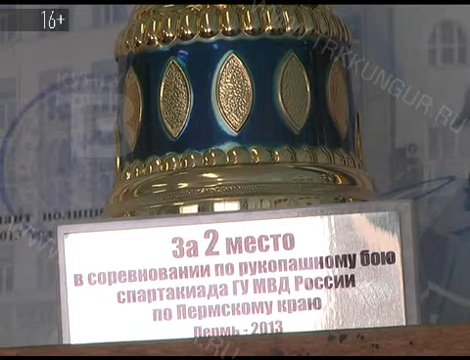 16+
TRKKUNGUR.RU
За 2 место
в соревновании по рукопашному бою
спартакиада ГУ МВД России
по Пермскому краю
Пермь - 2013